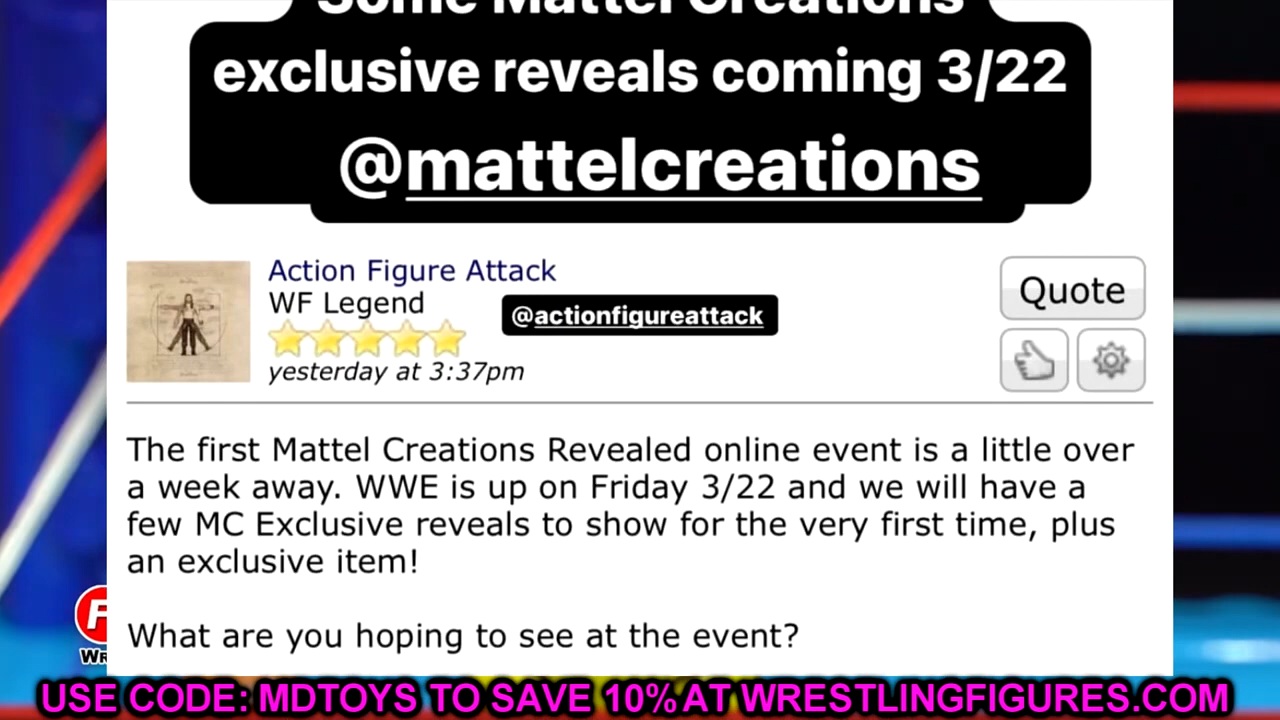 Some Mattel Creations
exclusive reveals coming 3/22
@mattelcreations
Action Figure Attack
WF Legend
@actionfigureattack
yesterday at 3:37pm
Quote
The first Mattel Creations Revealed online event is a little over
a week away. WWE is up on Friday 3/22 and we will have a
few MC Exclusive reveals to show for the very first time, plus
an exclusive item!
What are you hoping to see at the event?
USE CODE: MDTOYS TO SAVE 10% AT WRESTLINGFIGURES.COM